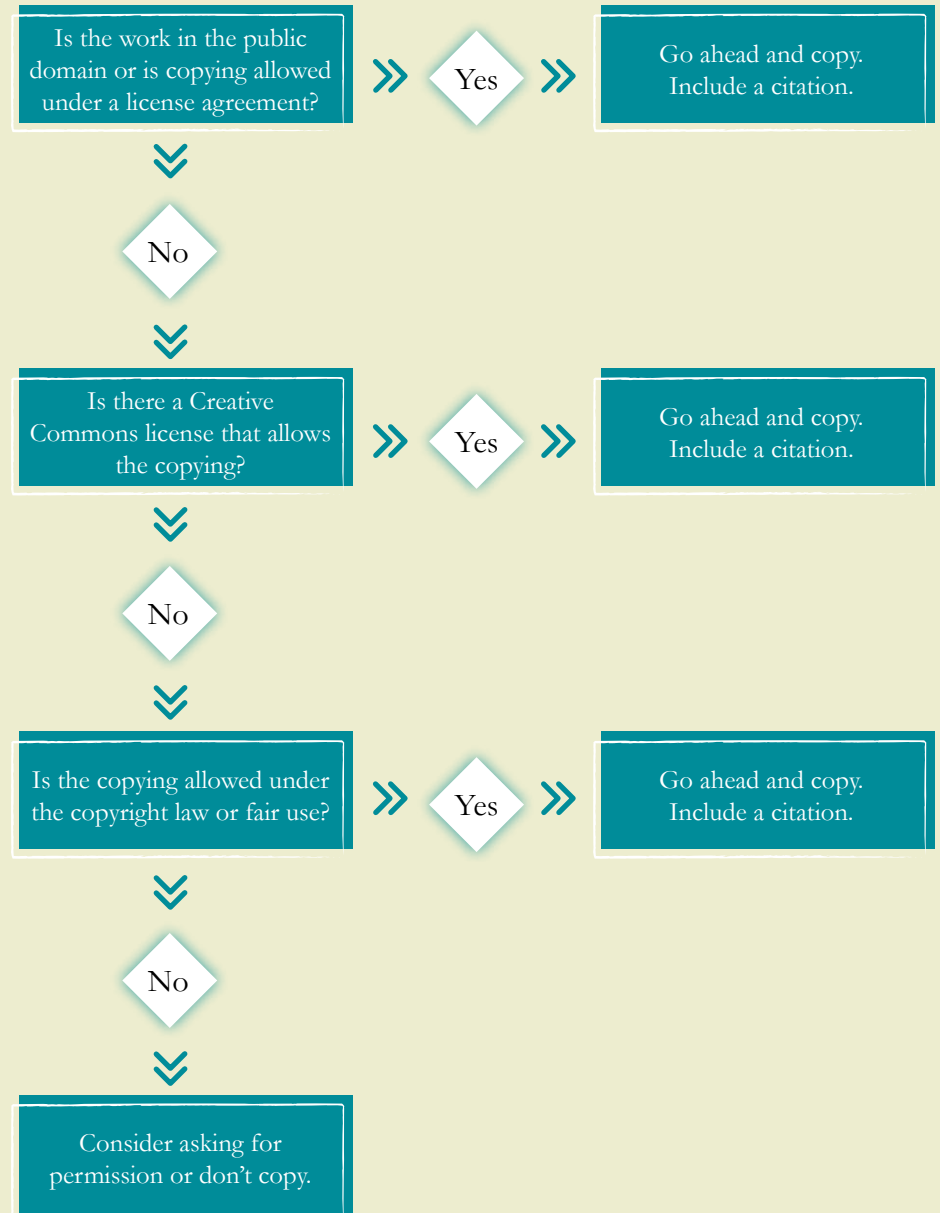 Is the work in the public
domain or is copying allowed
under a license agreement?
Yes
Go ahead and copy.
Include a citation.
No
Is there a Creative
Commons license that allows
the copying?
Yes
Go ahead and copy.
Include a citation.
No
Is the copying allowed under
the copyright law or fair use?
Yes
Go ahead and copy.
Include a citation.
No
Consider asking for
permission or don’t copy.